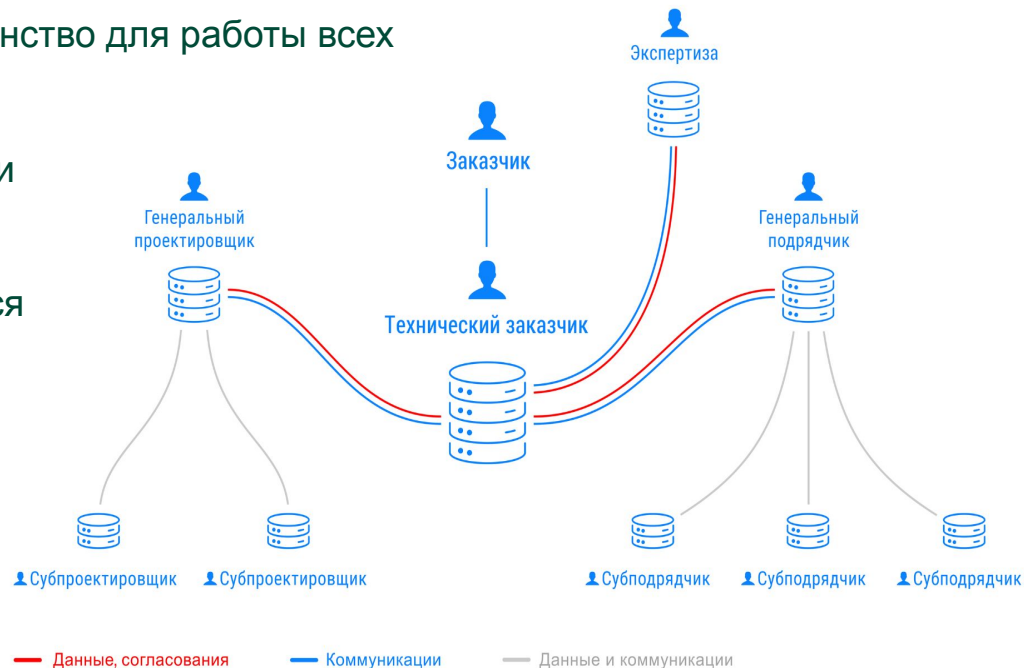 нство для работы всех
и
ся
Экспертиза
Заказчик
Генеральный
проектировщик
Генеральный
подрядчик
Технический заказчик
Субпроектировщик
Субпроектировщик
Субподрядчик
Субподрядчик
Субподрядчик
Данные, согласования
Коммуникации
Данные и коммуникации